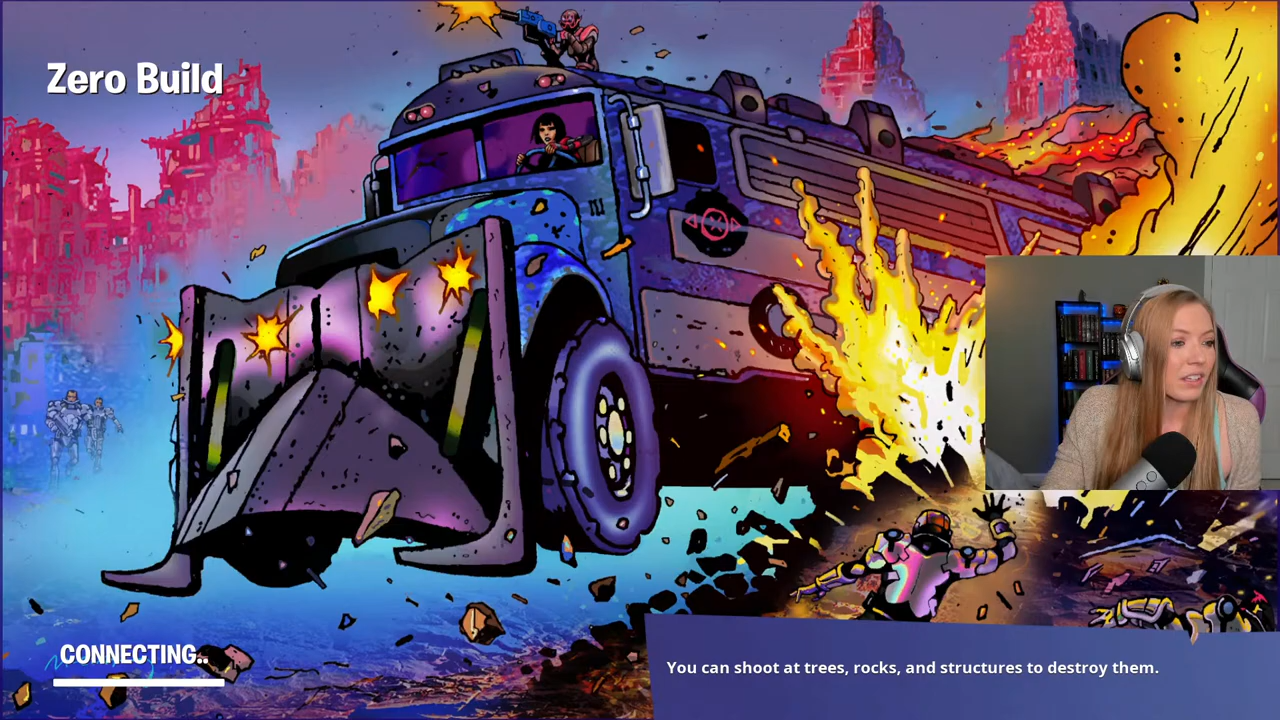 Zero Build
CONNECTING..
You can shoot at trees, rocks, and structures to destroy them.